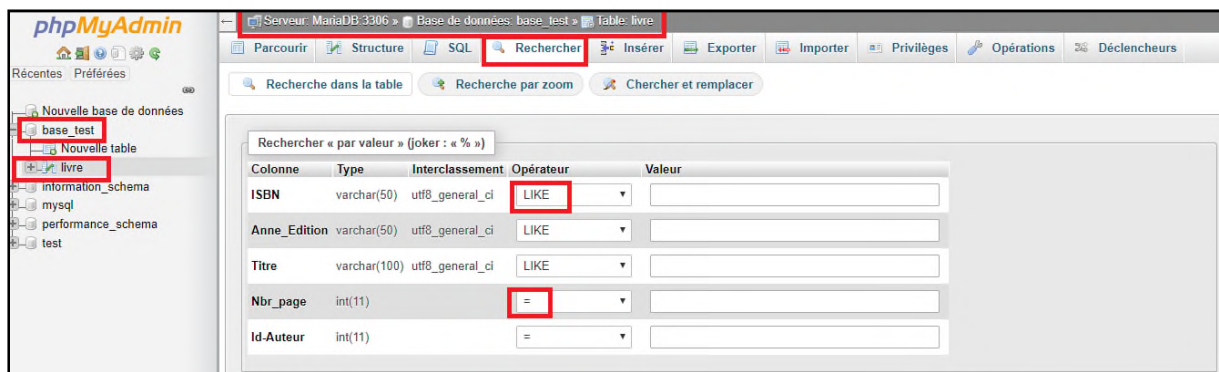 phpMyAdmin
Récentes Préférées
Nouvelle base de données
base_test
Nouvelle table
livre
information_schema
mysql
performance_schema
test
Serveur: MariaDB:3306 » Base de données: base_test » Table: livre
Parcourir Structure SQL Rechercher Insérer Exporter Importer Privilèges Opérations Déclencheurs
Recherche dans la table Recherche par zoom Chercher et remplacer
Rechercher « par valeur » (joker : « % »)
Colonne Type Interclassement Opérateur Valeur
ISBN varchar(50) utf8_general_ci LIKE
Anne_Edition varchar(50) utf8_general_ci LIKE
Titre varchar(100) utf8_general_ci LIKE
Nbr_page int(11) =
Id-Auteur int(11) =